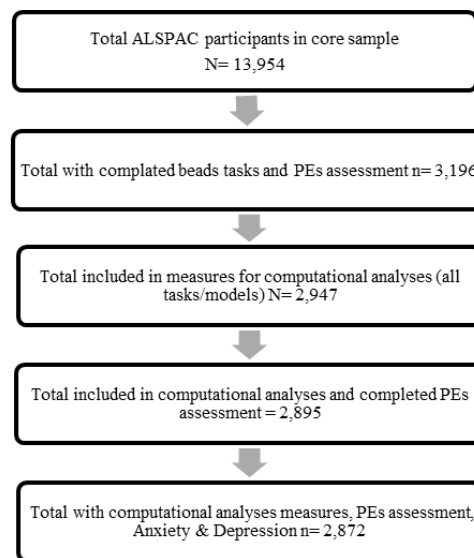 Total ALSPAC participants in core sample
N= 13,954
Total with complated beads tasks and PEs assessment n= 3,196
Total included in measures for computational analyses (all
tasks/models) N= 2,947
Total included in computational analyses and completed PEs
assessment = 2,895
Total with computational analyses measures, PEs assessment,
Anxiety & Depression n= 2,872